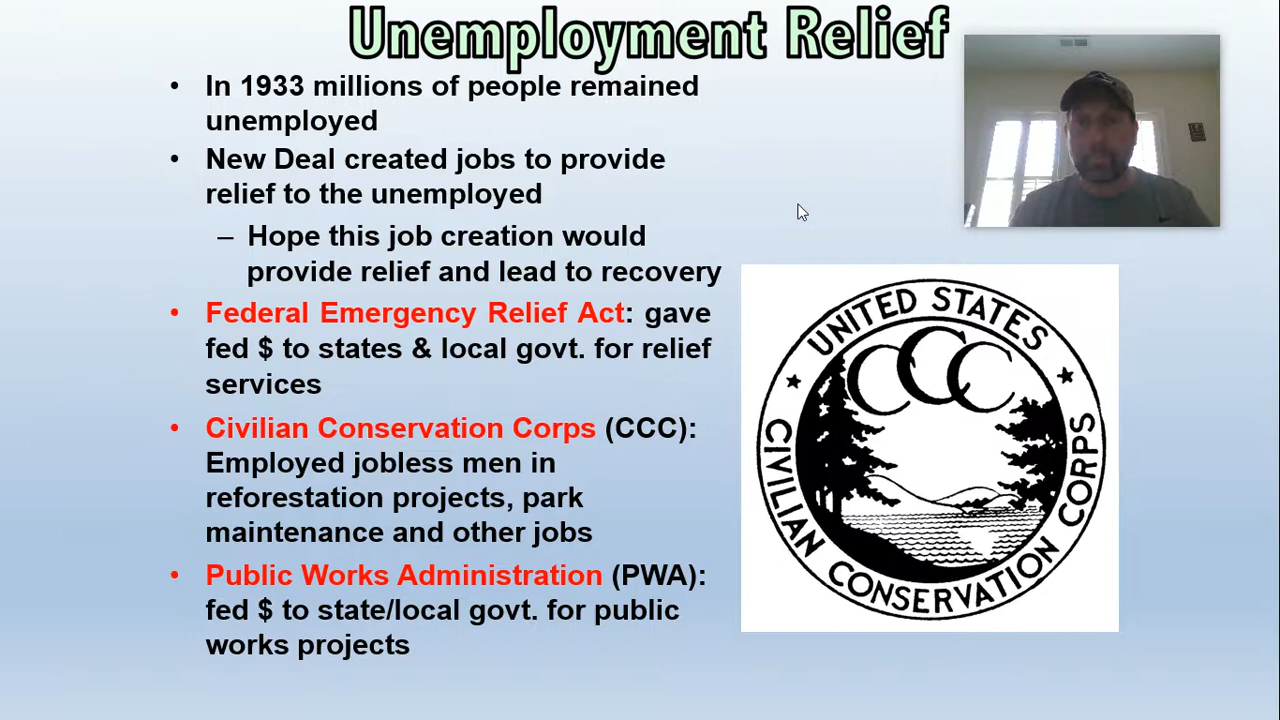 Unemployment Relief
• In 1933 millions of people remained
unemployed
• New Deal created jobs to provide
relief to the unemployed
– Hope this job creation would
provide relief and lead to recovery
• Federal Emergency Relief Act: gave
fed $ to states & local govt. for relief
services
• Civilian Conservation Corps (CCC):
Employed jobless men in
reforestation projects, park
maintenance and other jobs
• Public Works Administration (PWA):
fed $ to state/local govt. for public
works projects
UNITED STATES
CCC
CIVILIAN CONSERVATION CORPS